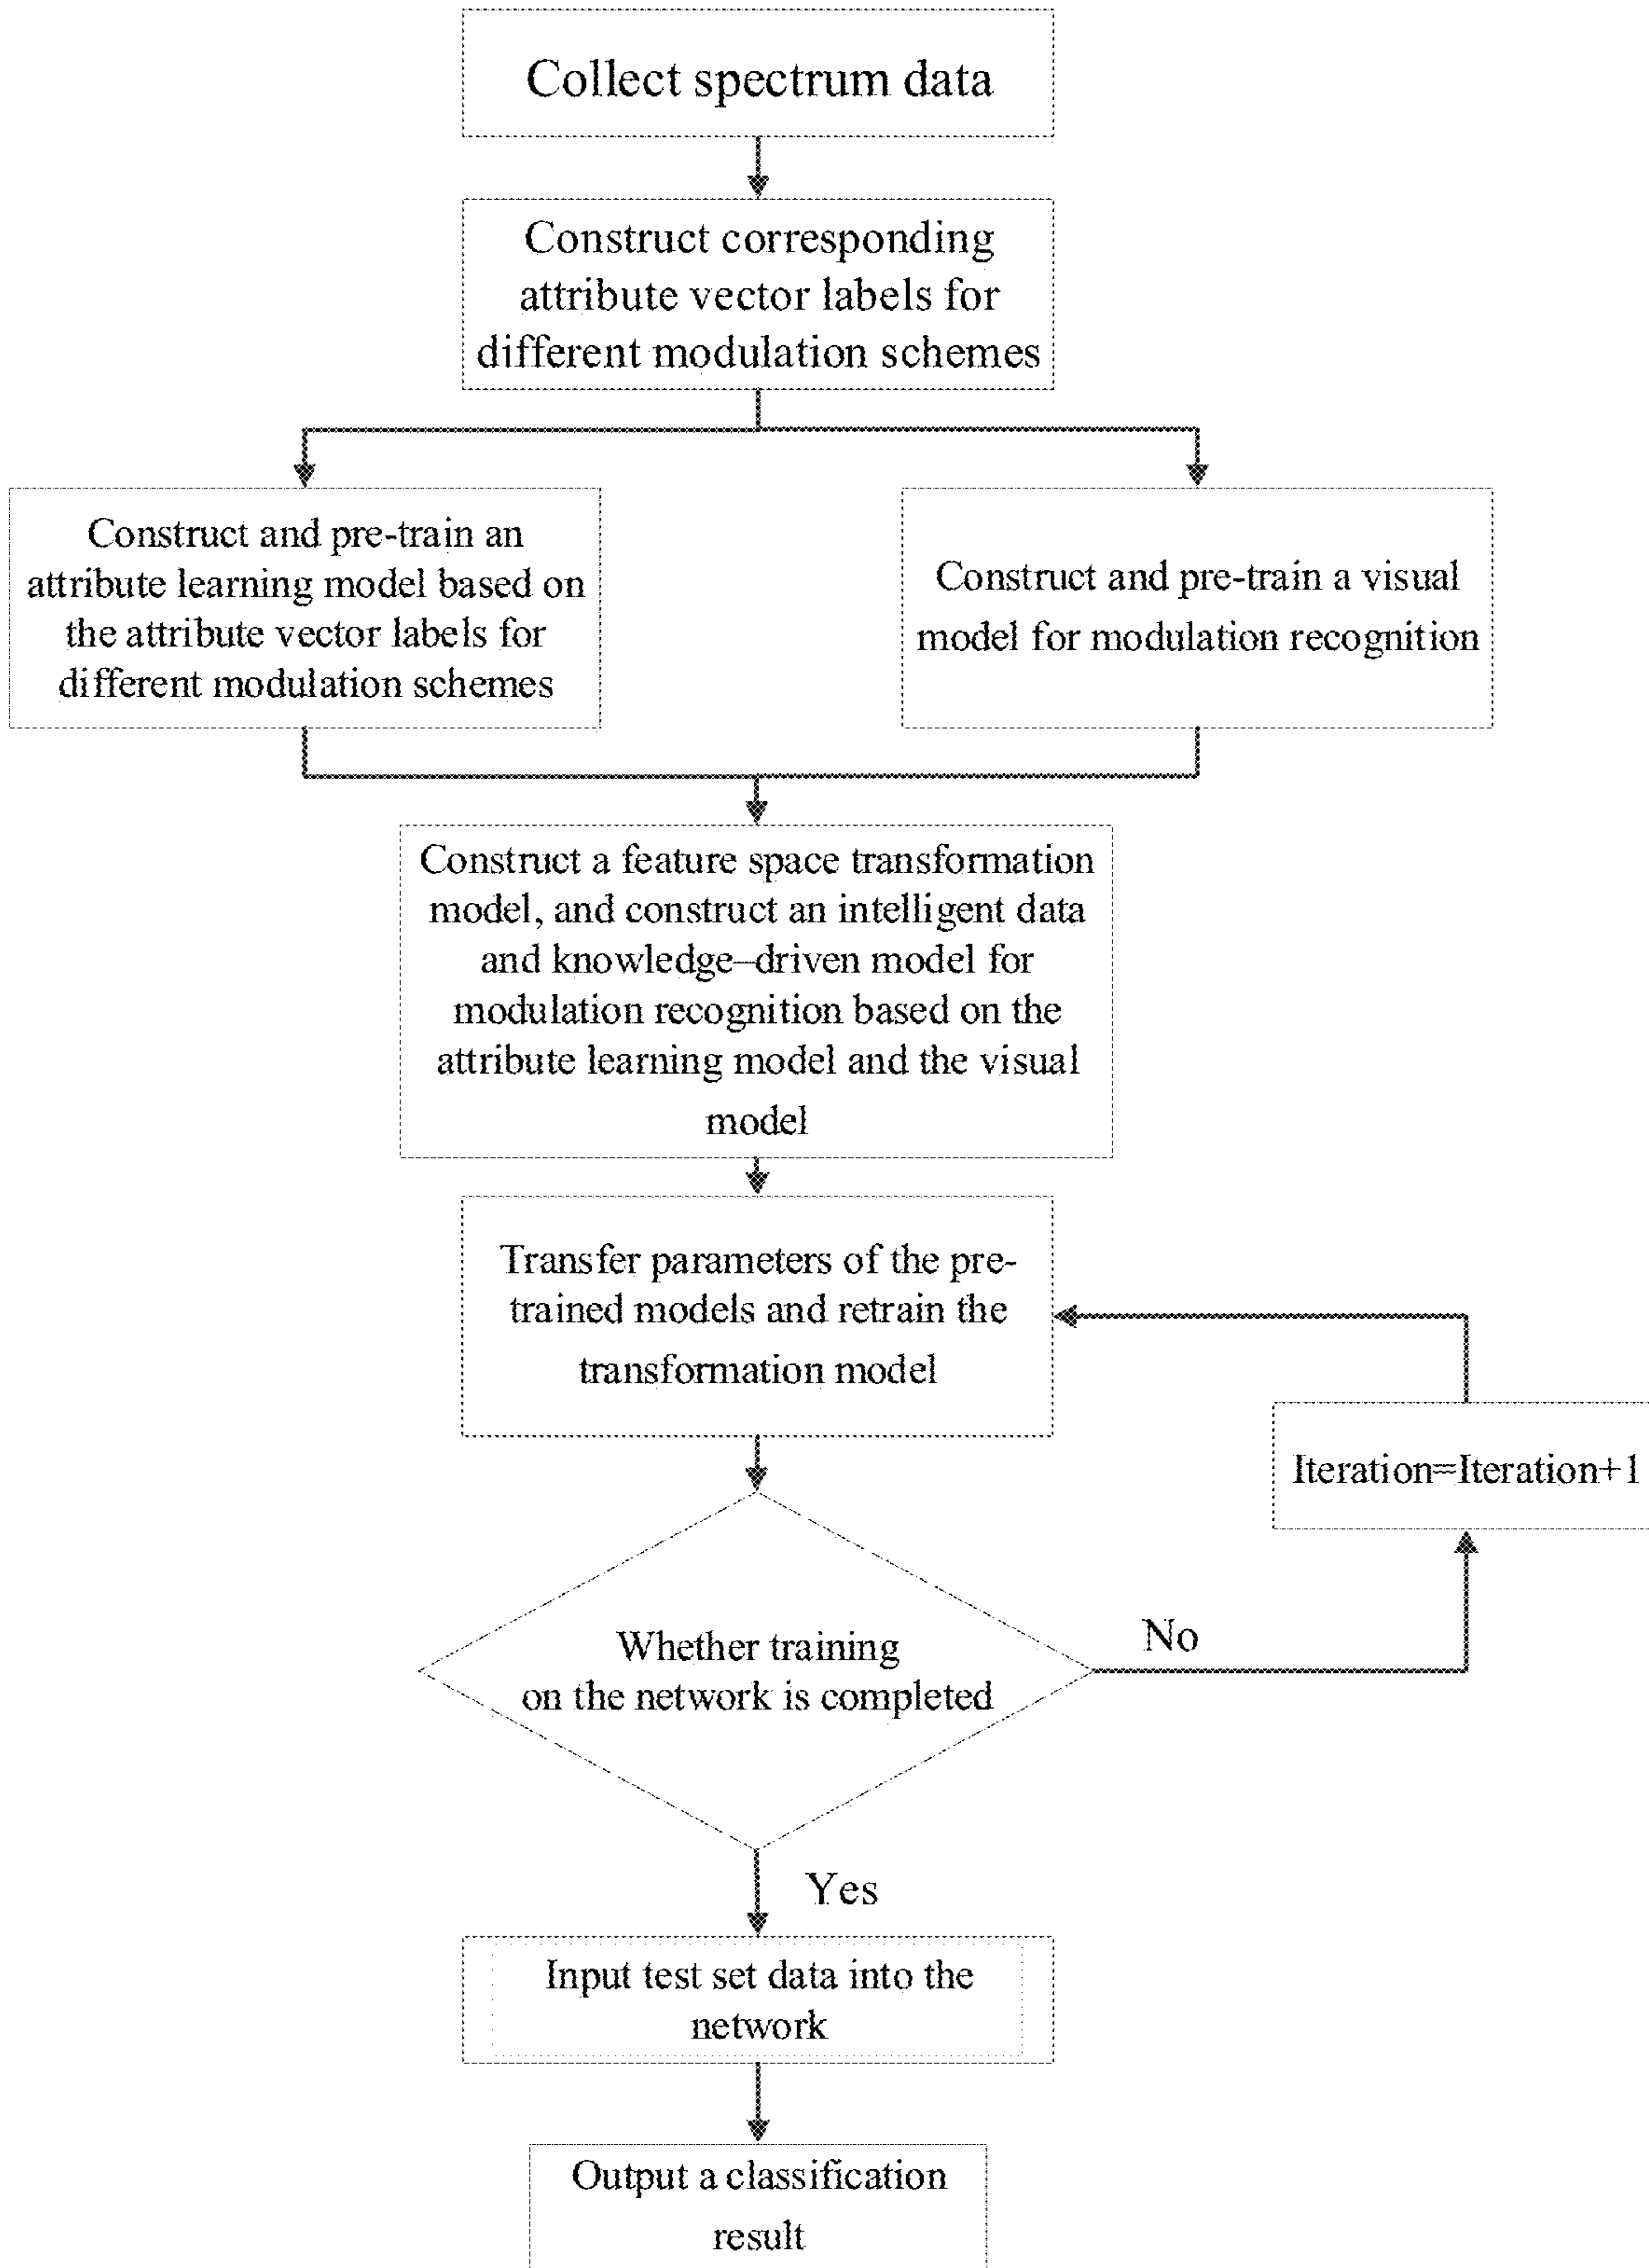 Collect spectrum data
Construct corresponding
attribute vector labels for
different modulation schemes
Construct and pre-train an
attribute learning model based on
the attribute vector labels for
different modulation schemes
Construct and pre-train a visual
model for modulation recognition
Construct a feature space transformation
model, and construct an intelligent data
and knowledge–driven model for
modulation recognition based on the
attribute learning model and the visual
model
Transfer parameters of the pre-
trained models and retrain the
transformation model
Iteration=Iteration+1
Whether training
on the network is completed
No
Yes
Input test set data into the
network
Output a classification
result